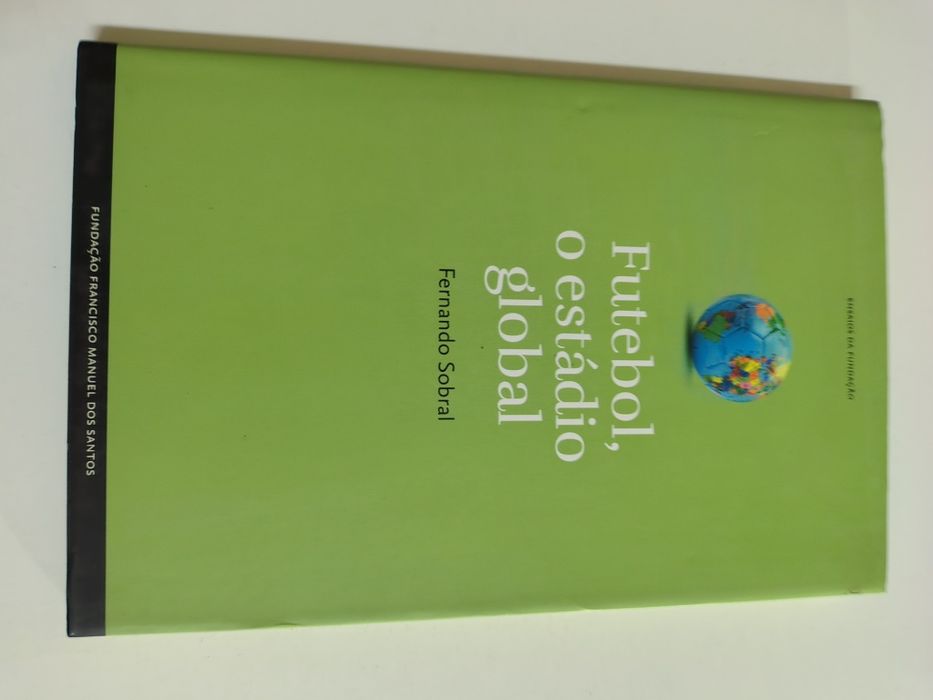 ENSAIOS DA FUNDAÇÃO
Futebol,
o estádio
global
Fernando Sobral
FUNDAÇÃO FRANCISCO MANUEL DOS SANTOS